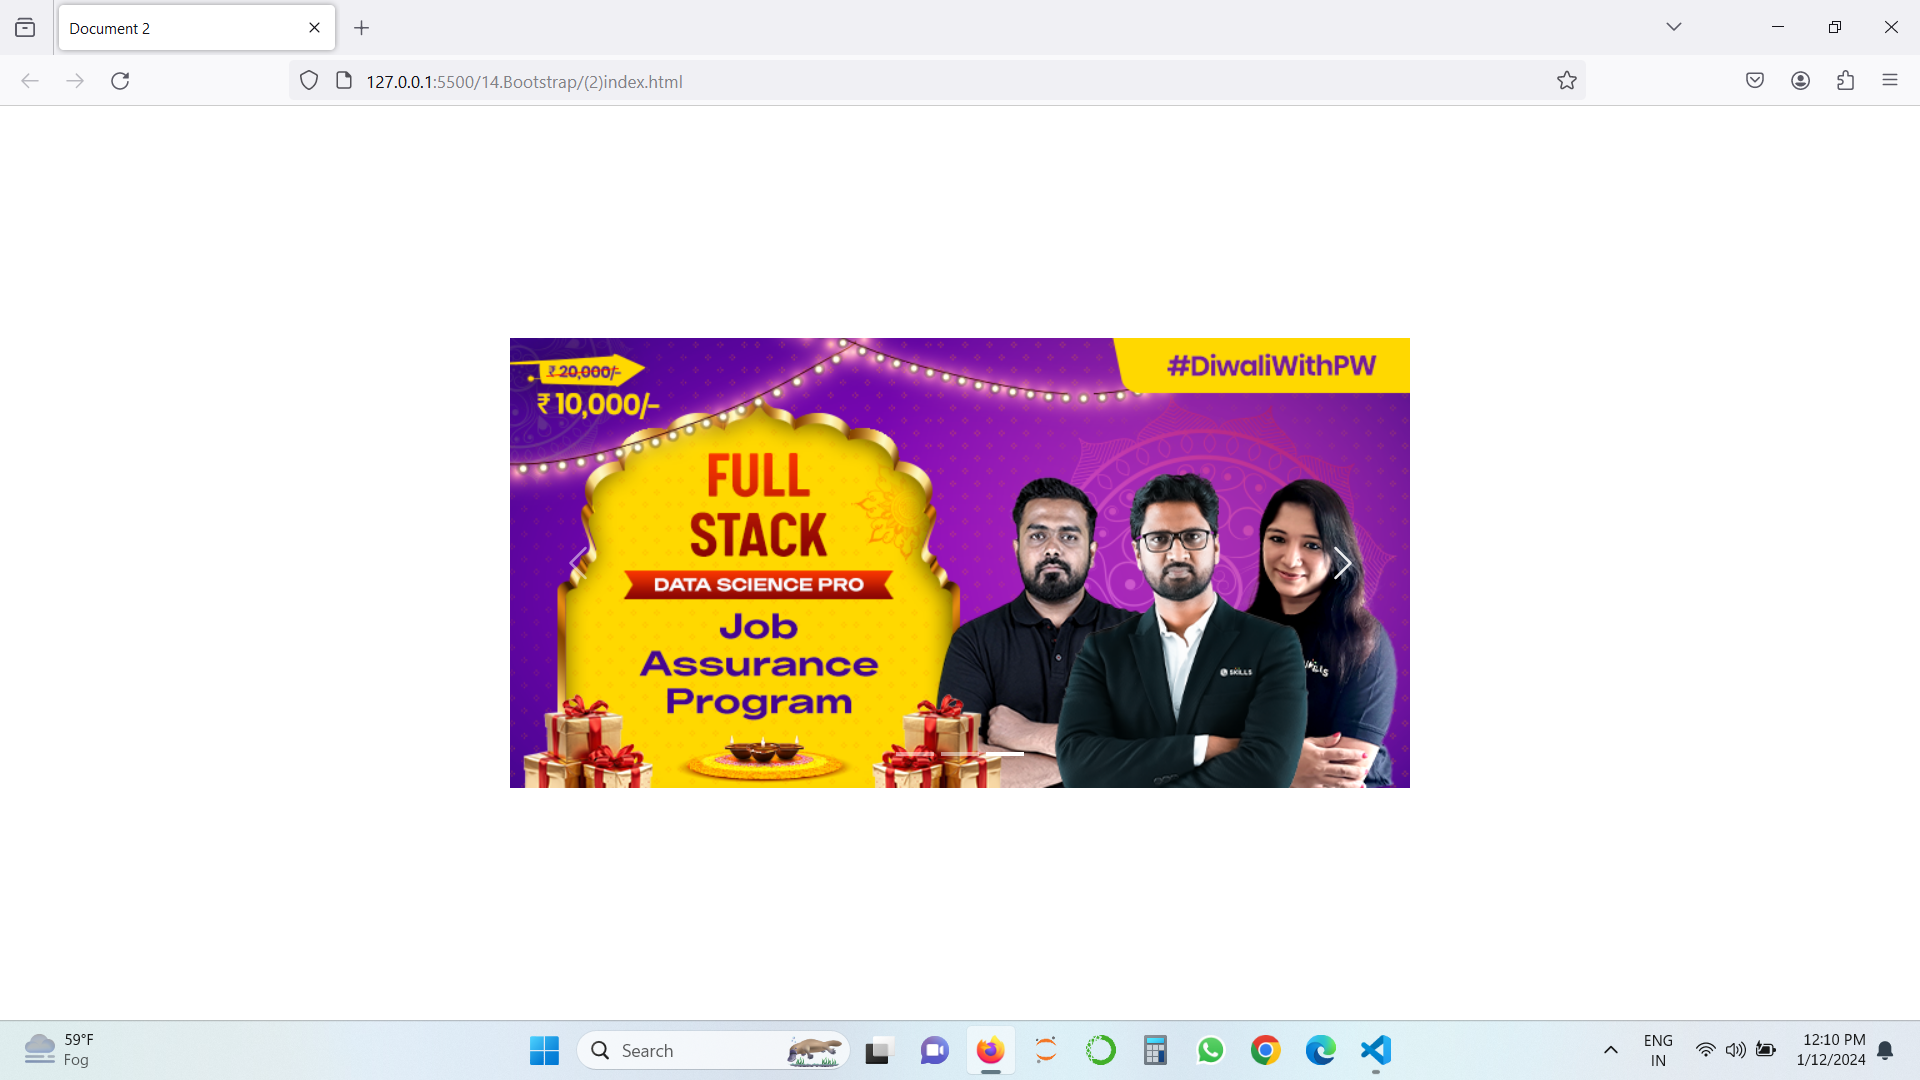 Document 2
127.0.0.1:5500/14.Bootstrap/(2)index.html
₹ 20,000/-
₹ 10,000/-
#DiwaliWithPW
FULL
STACK
DATA SCIENCE PRO
Job
Assurance
Program
SKILLS
59°F
Fog
Search
ENG
IN
12:10 PM
1/12/2024